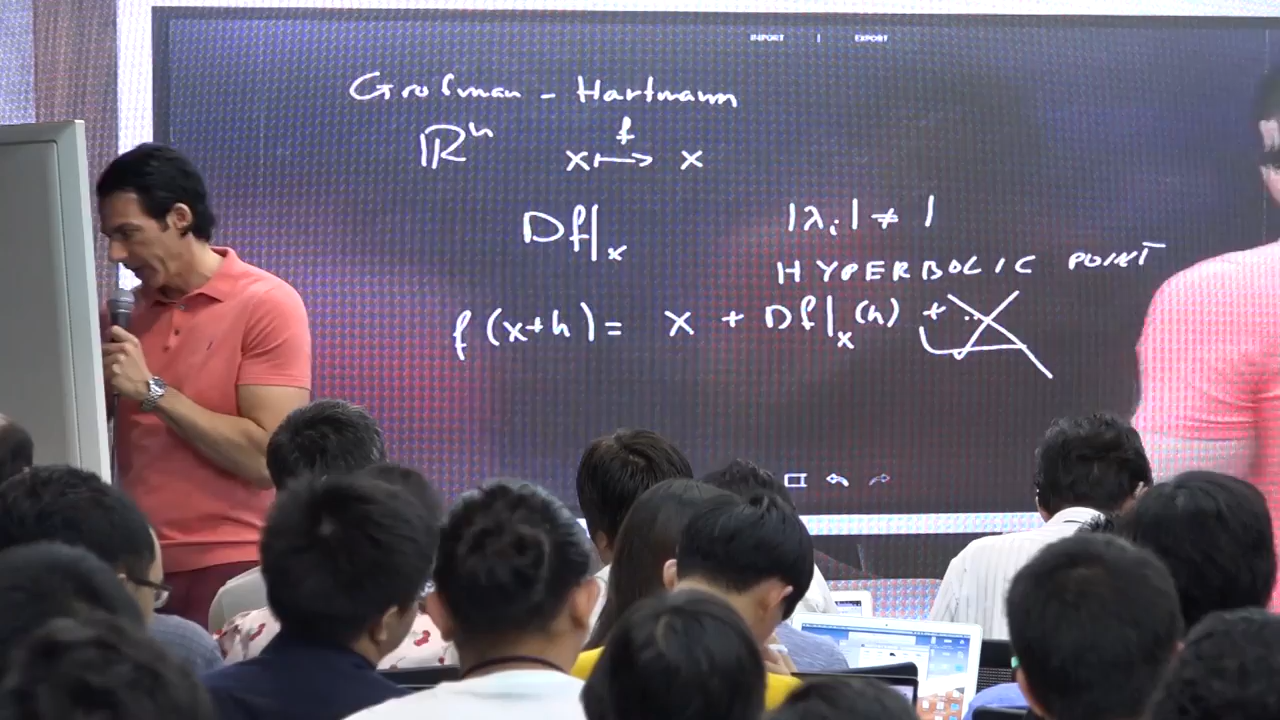 IMPORT | EXPORT
Grofman - Hartmann
ℝⁿ x ↦ x
f
Df|ₓ |λᵢ| ≠ 1
HYPERBOLIC POINT
f(x+h) = x + Df|ₓ(h) + ..